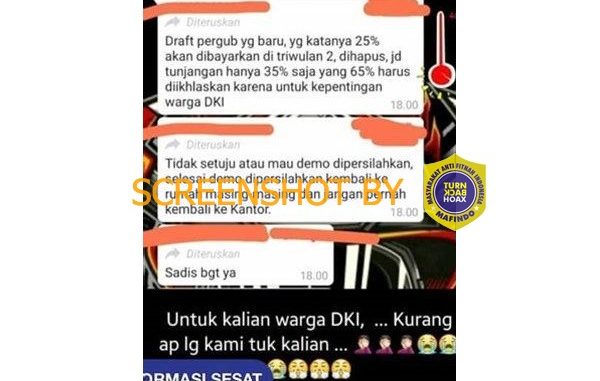 Diteruskan
Draft pergub yg baru, yg katanya 25%
akan dibayarkan di triwulan 2, dihapus, jd
tunjangan hanya 35% saja yang 65% harus
diikhlaskan karena untuk kepentingan
warga DKI
18.00
Diteruskan
Tidak setuju atau mau demo dipersilahkan,
selesai demo dipersilahkan kembali ke
rumah masing masing dan jangan pernah
kembali ke Kantor.
18.00
SCREENSHOT BY
MASYARAKAT ANTI FITNAH INDONESIA
TURN
BACK
HOAX
MAFINDO
Diteruskan
Sadis bgt ya
18.00
Untuk kalian warga DKI, ... Kurang
ap lg kami tuk kalian ... 🤦🏻‍♀️🤦🏻‍♀️🤦🏻‍♀️😭😭
😭😤😤😤
ORMASI SESAT